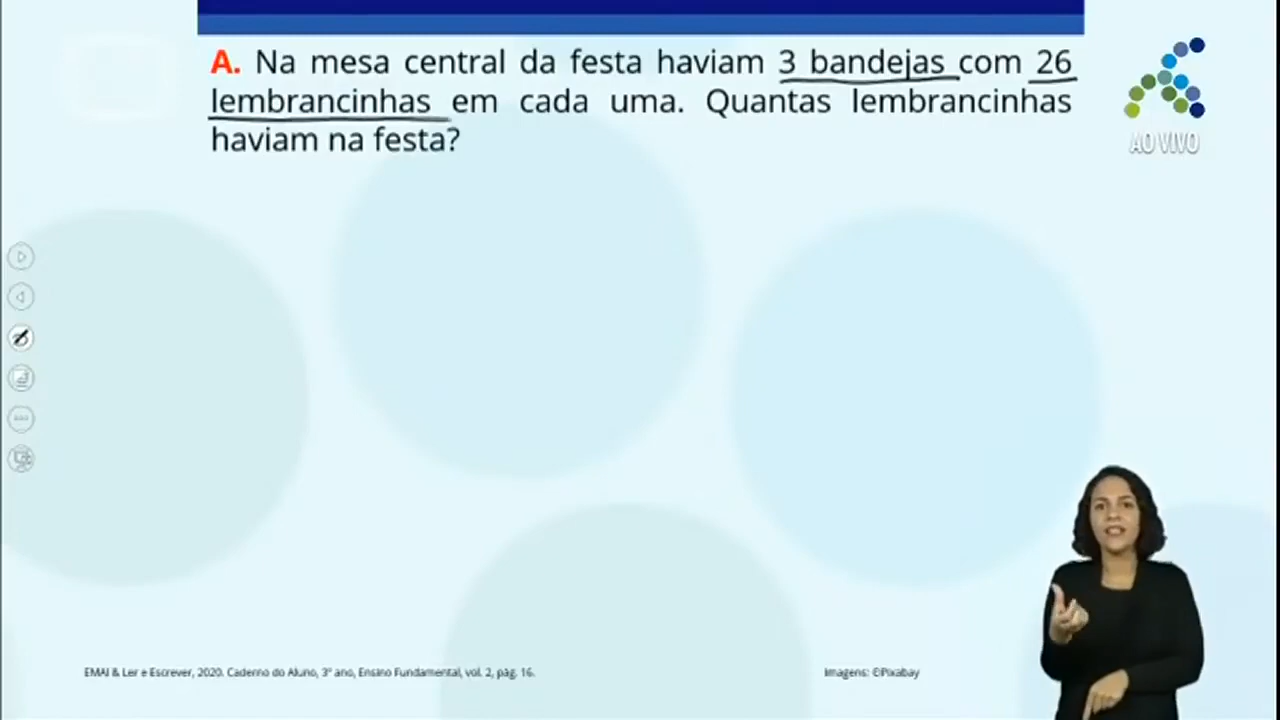 A. Na mesa central da festa haviam 3 bandejas com 26
lembrancinhas em cada uma. Quantas lembrancinhas
haviam na festa?
AO VIVO
EMAI & Ler e Escrever, 2020. Caderno do Aluno, 3º ano, Ensino Fundamental, vol. 2, pág. 16.
Imagens: ©Pixabay